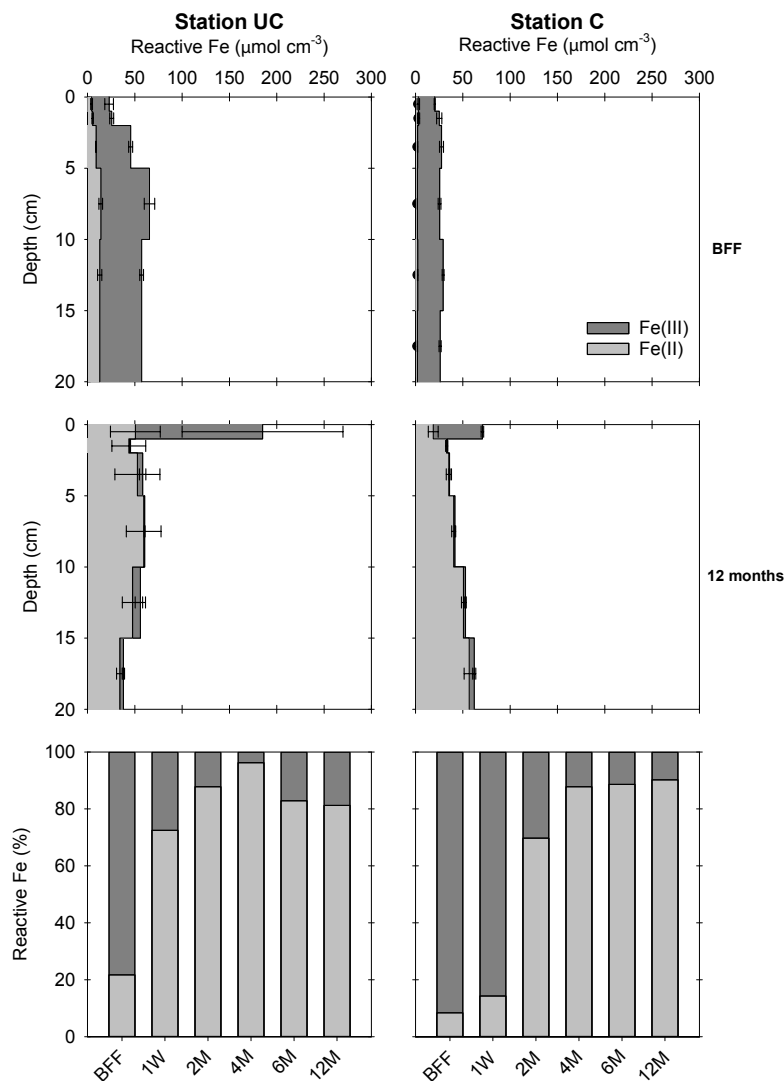 Station UC Station C
Reactive Fe (µmol cm-3) Reactive Fe (µmol cm-3)
0 50 100 150 200 250 300 0 50 100 150 200 250 300
0
5
10
15
20
Depth (cm)
BFF
Fe(III)
Fe(II)
0
5
10
15
20
Depth (cm)
12 months
100
80
60
40
20
0
Reactive Fe (%)
BFF 1W 2M 4M 6M 12M BFF 1W 2M 4M 6M 12M